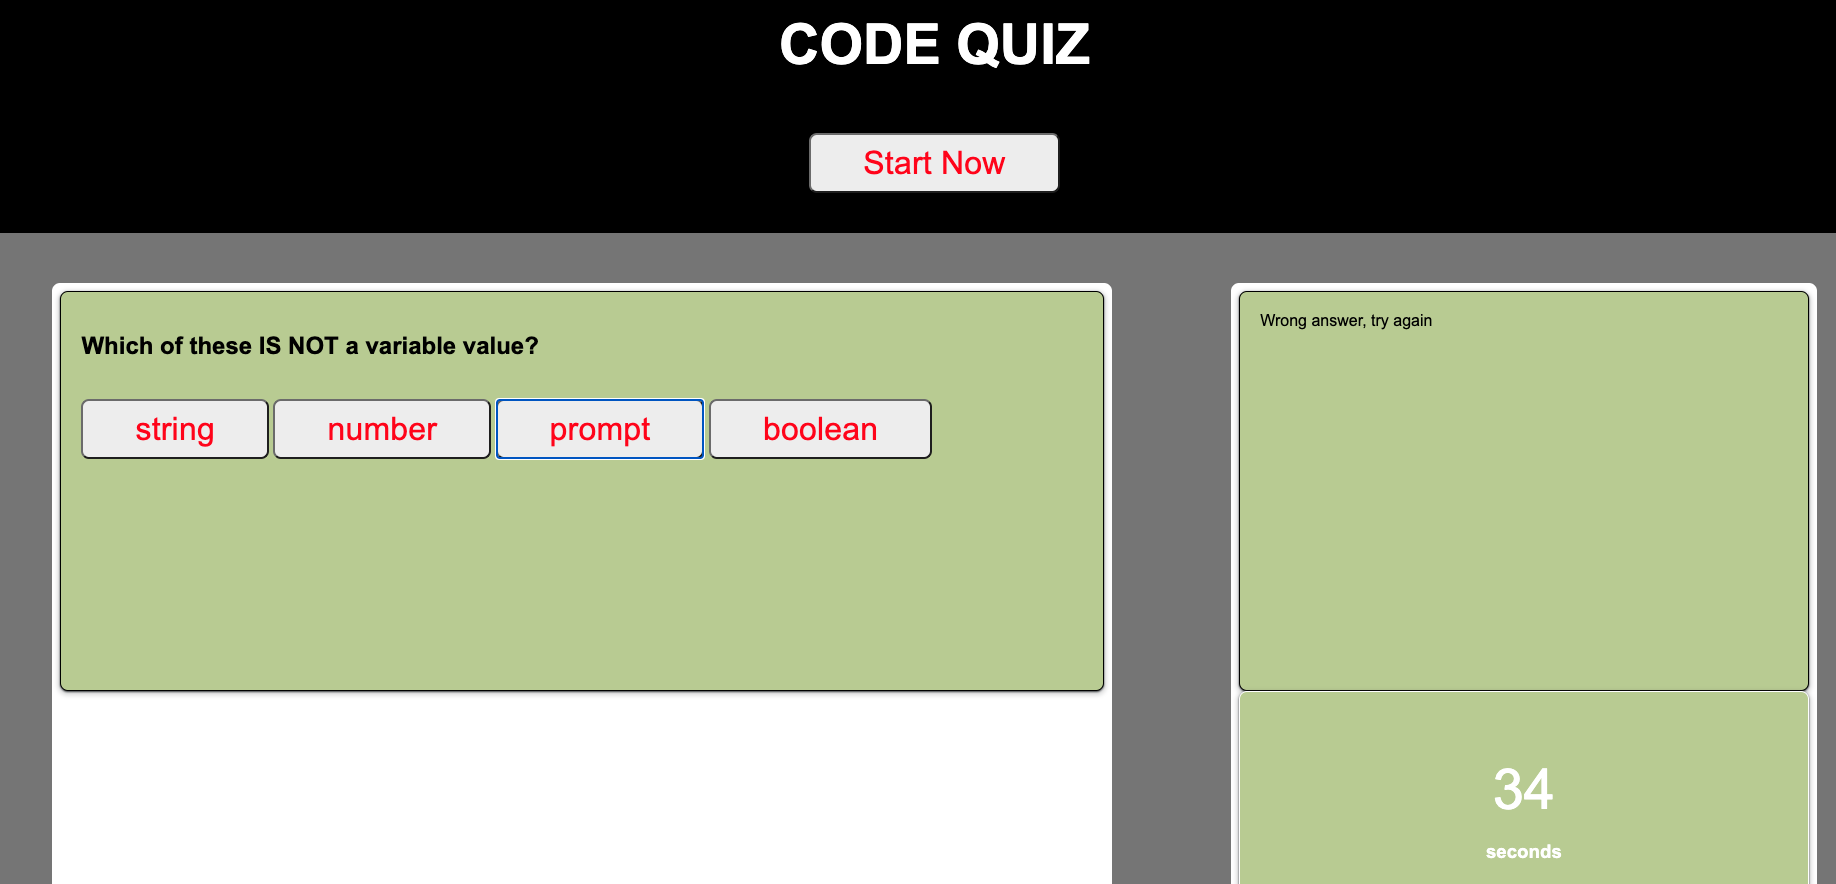 CODE QUIZ
Start Now
Which of these IS NOT a variable value?
string number prompt boolean
Wrong answer, try again
34
seconds